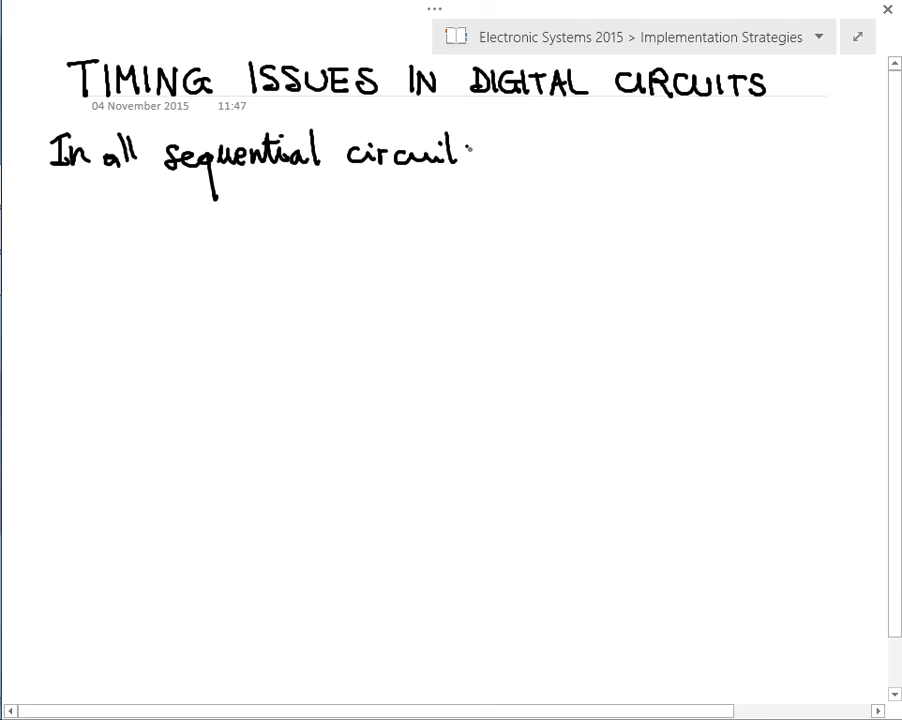 Electronic Systems 2015 > Implementation Strategies
TIMING ISSUES IN DIGITAL CIRCUITS
04 November 2015 11:47
In all sequential circuit